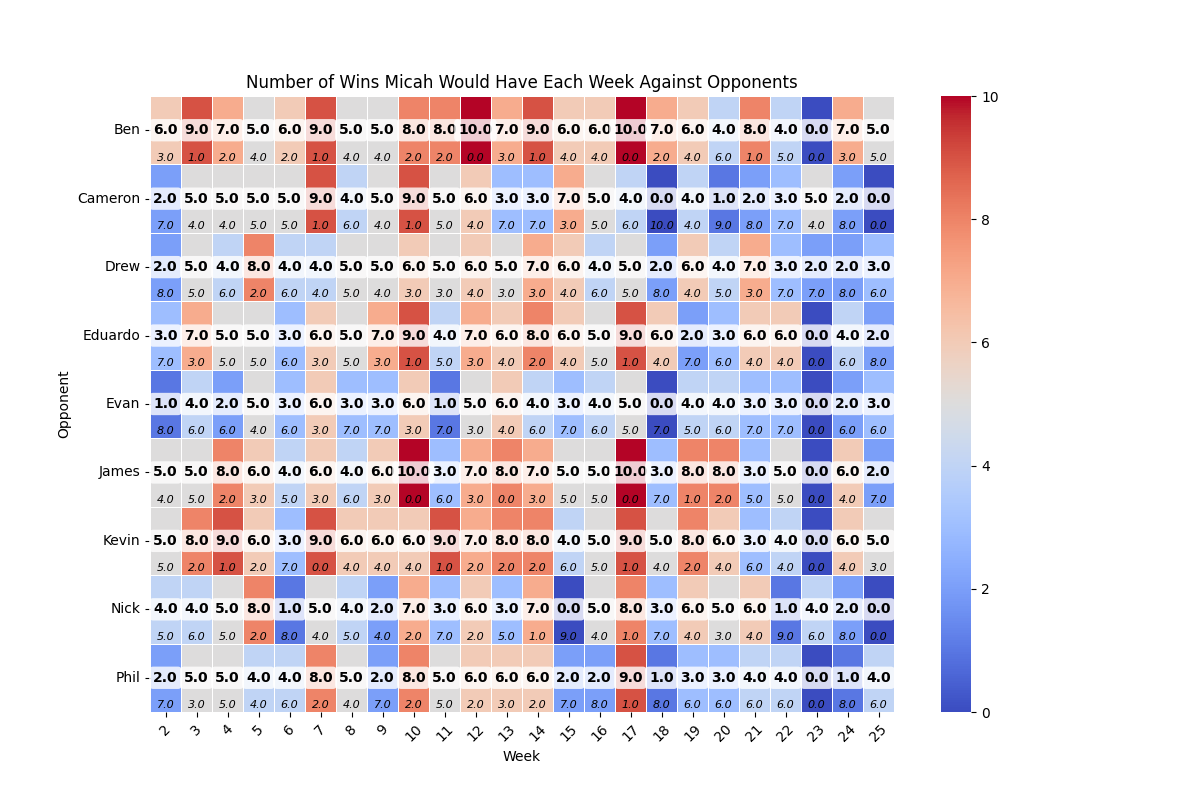 Number of Wins Micah Would Have Each Week Against Opponents
10
Ben - 6.0 9.0 7.0 5.0 6.0 9.0 5.0 5.0 8.0 8.0 10.0 7.0 9.0 6.0 6.0 10.0 7.0 6.0 4.0 8.0 4.0 0.0 7.0 5.0
3.0 1.0 2.0 4.0 2.0 1.0 4.0 4.0 2.0 2.0 0.0 3.0 1.0 4.0 4.0 0.0 2.0 4.0 6.0 1.0 5.0 0.0 3.0 5.0
Cameron - 2.0 5.0 5.0 5.0 5.0 9.0 4.0 5.0 9.0 5.0 6.0 3.0 3.0 7.0 5.0 4.0 0.0 4.0 1.0 2.0 3.0 5.0 2.0 0.0
7.0 4.0 4.0 5.0 5.0 1.0 6.0 4.0 1.0 5.0 4.0 7.0 7.0 3.0 5.0 6.0 10.0 4.0 9.0 8.0 7.0 4.0 8.0 0.0
8
Drew - 2.0 5.0 4.0 8.0 4.0 4.0 5.0 5.0 6.0 5.0 6.0 5.0 7.0 6.0 4.0 5.0 2.0 6.0 4.0 7.0 3.0 2.0 2.0 3.0
8.0 5.0 6.0 2.0 6.0 4.0 5.0 4.0 3.0 3.0 4.0 3.0 3.0 4.0 6.0 5.0 8.0 4.0 5.0 3.0 7.0 7.0 8.0 6.0
Eduardo - 3.0 7.0 5.0 5.0 3.0 6.0 5.0 7.0 9.0 4.0 7.0 6.0 8.0 6.0 5.0 9.0 6.0 2.0 3.0 6.0 6.0 0.0 4.0 2.0
6
7.0 3.0 5.0 5.0 6.0 3.0 5.0 3.0 1.0 5.0 3.0 4.0 2.0 4.0 5.0 1.0 4.0 7.0 6.0 4.0 4.0 0.0 6.0 8.0
Opponent
Evan - 1.0 4.0 2.0 5.0 3.0 6.0 3.0 3.0 6.0 1.0 5.0 6.0 4.0 3.0 4.0 5.0 0.0 4.0 4.0 3.0 3.0 0.0 2.0 3.0
8.0 6.0 6.0 4.0 6.0 3.0 7.0 7.0 3.0 7.0 3.0 4.0 6.0 7.0 6.0 5.0 7.0 5.0 6.0 7.0 7.0 0.0 6.0 6.0
4
James - 5.0 5.0 8.0 6.0 4.0 6.0 4.0 6.0 10.0 3.0 7.0 8.0 7.0 5.0 5.0 10.0 3.0 8.0 8.0 3.0 5.0 0.0 6.0 2.0
4.0 5.0 2.0 3.0 5.0 3.0 6.0 3.0 0.0 6.0 3.0 0.0 3.0 5.0 5.0 0.0 7.0 1.0 2.0 5.0 5.0 0.0 4.0 7.0
Kevin - 5.0 8.0 9.0 6.0 3.0 9.0 6.0 6.0 6.0 9.0 7.0 8.0 8.0 4.0 5.0 9.0 5.0 8.0 6.0 3.0 4.0 0.0 6.0 5.0
5.0 2.0 1.0 2.0 7.0 0.0 4.0 4.0 4.0 1.0 2.0 2.0 2.0 6.0 5.0 1.0 4.0 2.0 4.0 6.0 4.0 0.0 4.0 3.0
2
Nick - 4.0 4.0 5.0 8.0 1.0 5.0 4.0 2.0 7.0 3.0 6.0 3.0 7.0 0.0 5.0 8.0 3.0 6.0 5.0 6.0 1.0 4.0 2.0 0.0
5.0 6.0 5.0 2.0 8.0 4.0 5.0 4.0 2.0 7.0 2.0 5.0 1.0 9.0 4.0 1.0 7.0 4.0 3.0 4.0 9.0 6.0 8.0 0.0
Phil - 2.0 5.0 5.0 4.0 4.0 8.0 5.0 2.0 8.0 5.0 6.0 6.0 6.0 2.0 2.0 9.0 1.0 3.0 3.0 4.0 4.0 0.0 1.0 4.0
7.0 3.0 5.0 4.0 6.0 2.0 4.0 7.0 2.0 5.0 2.0 3.0 2.0 7.0 8.0 1.0 8.0 6.0 6.0 6.0 6.0 0.0 8.0 6.0
0
2 3 4 5 6 7 8 9 10 11 12 13 14 15 16 17 18 19 20 21 22 23 24 25
Week